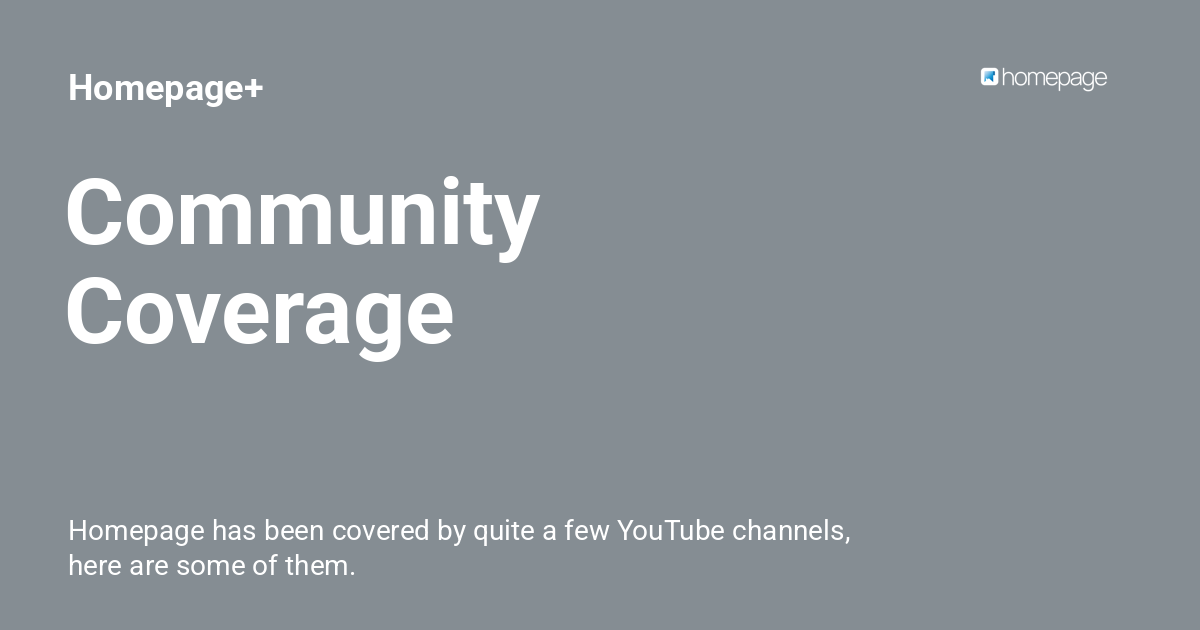 Homepage+
homepage
Community
Coverage
Homepage has been covered by quite a few YouTube channels,
here are some of them.